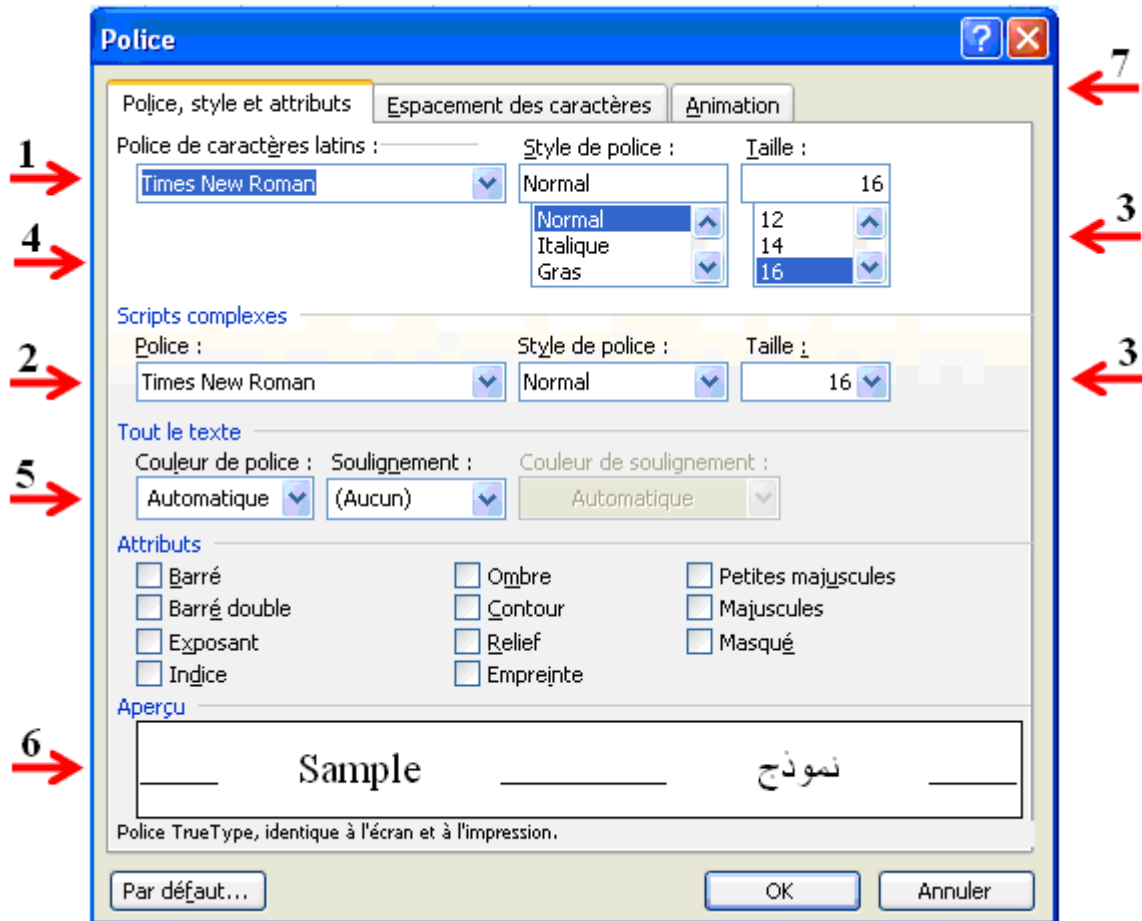 Police
7
Police, style et attributs Espacement des caractères Animation
Police de caractères latins : Style de police : Taille :
1
Times New Roman Normal 16
Normal 12
3
4
Italique 14
Gras 16
Scripts complexes
Police : Style de police : Taille :
2
Times New Roman Normal 16
3
Tout le texte
Couleur de police : Soulignement : Couleur de soulignement :
5
Automatique (Aucun) Automatique
Attributs
Barré Ombre Petites majuscules
Barré double Contour Majuscules
Exposant Relief Masqué
Indice Empreinte
Aperçu
6
Sample نموذج
Police TrueType, identique à l'écran et à l'impression.
Par défaut... OK Annuler